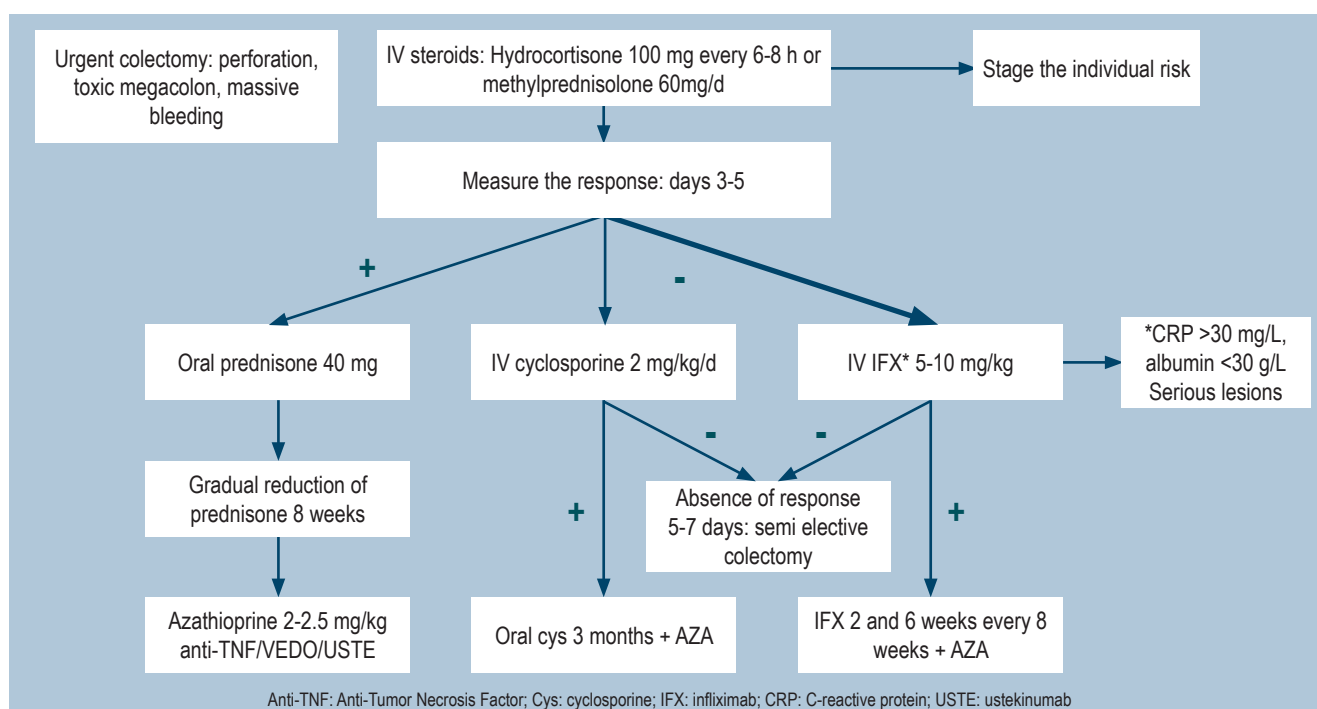 Urgent colectomy: perforation,
toxic megacolon, massive
bleeding
IV steroids: Hydrocortisone 100 mg every 6-8 h or
methylprednisolone 60mg/d
Stage the individual risk
Measure the response: days 3-5
+
-
Oral prednisone 40 mg
IV cyclosporine 2 mg/kg/d
IV IFX* 5-10 mg/kg
*CRP >30 mg/L,
albumin <30 g/L
Serious lesions
-
-
Gradual reduction of
prednisone 8 weeks
+
Absence of response
5-7 days: semi elective
colectomy
+
Azathioprine 2-2.5 mg/kg
anti-TNF/VEDO/USTE
Oral cys 3 months + AZA
IFX 2 and 6 weeks every 8
weeks + AZA
Anti-TNF: Anti-Tumor Necrosis Factor; Cys: cyclosporine; IFX: infliximab; CRP: C-reactive protein; USTE: ustekinumab